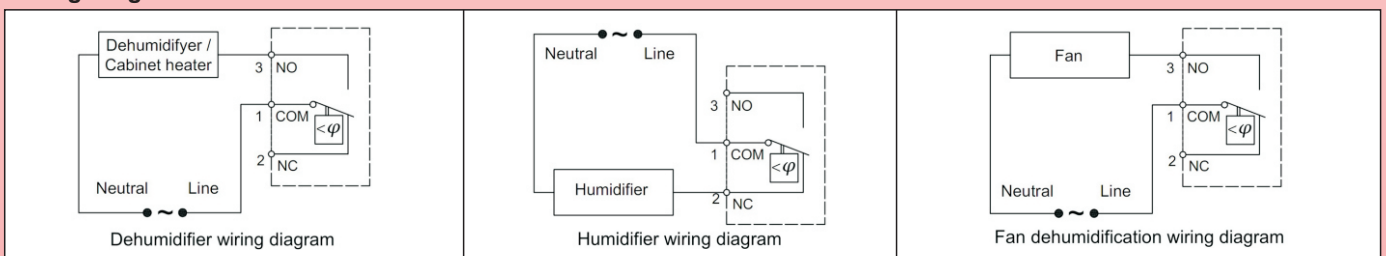 Dehumidifyer /
Cabinet heater
3 NO
1 COM
<φ
2 NC
Neutral Line
~
Dehumidifier wiring diagram
Neutral ~ Line
3 NO
1 COM
<φ
Humidifier
2 NC
Humidifier wiring diagram
Fan
3 NO
1 COM
<φ
2 NC
Neutral Line
~
Fan dehumidification wiring diagram